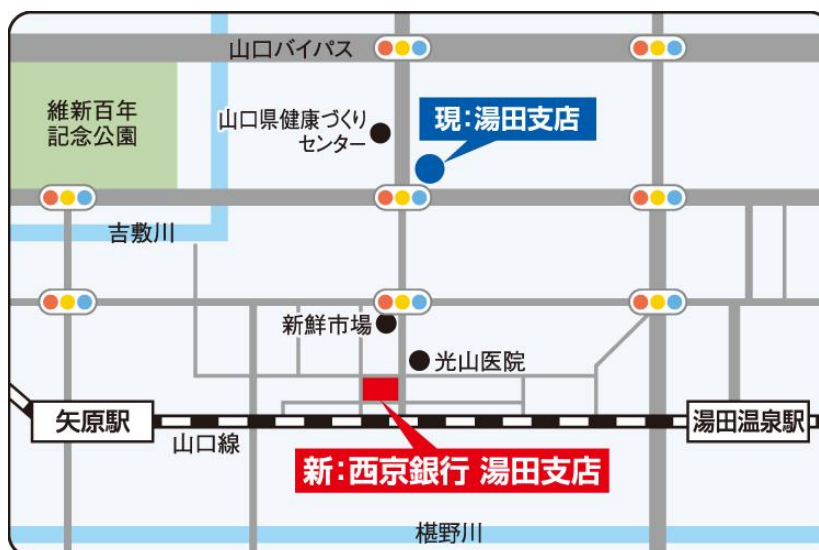 山口バイパス
維新百年
記念公園
山口県健康づくり
センター
現：湯田支店
吉敷川
新鮮市場
光山医院
矢原駅
山口線
湯田温泉駅
新：西京銀行 湯田支店
椹野川